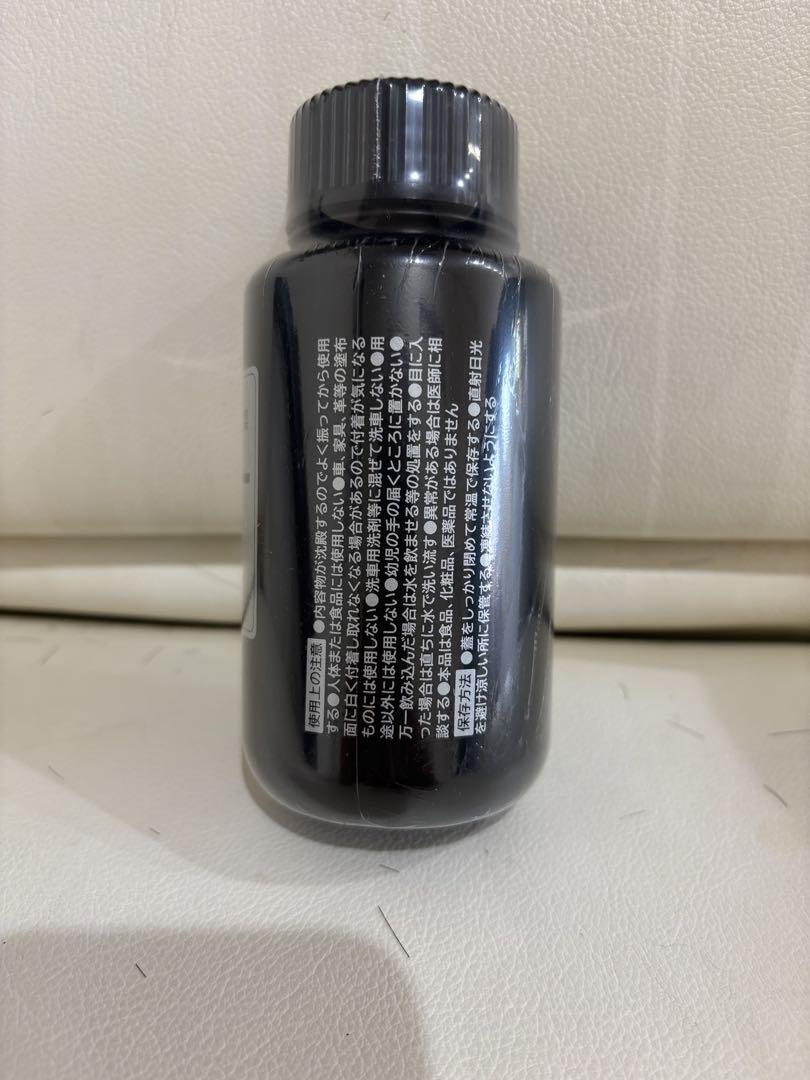 使用上の注意 ●内容物が沈殿するのでよく振ってから使用
する●人体または食品には使用しない●車、家具、革等の塗布
面に白く付着し取れなくなる場合があるので付着が気になる
ものには使用しない●洗車用洗剤等に混ぜて洗車しない●用
途以外には使用しない●幼児の手の届くところに置かない●
万一飲み込んだ場合は水を飲ませる等の処置をする●目に入
った場合は直ちに水で洗い流す●異常がある場合は医師に相
談する●本品は食品、化粧品、医薬品ではありません
保存方法 ●蓋をしっかり閉めて常温で保存する●直射日光
を避け涼しい所に保管する●凍結させないようにする